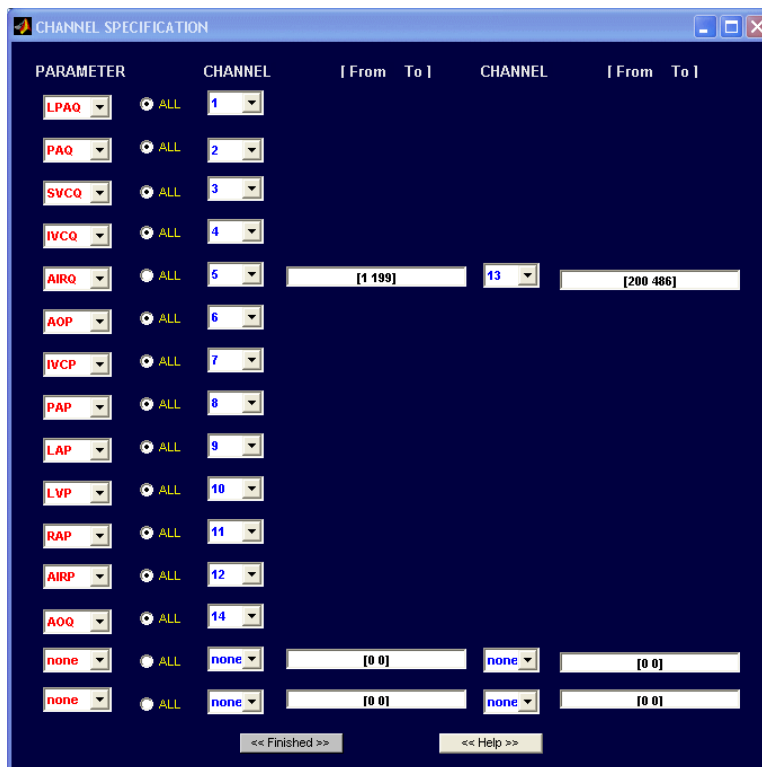 CHANNEL SPECIFICATION
PARAMETER CHANNEL [ From To ] CHANNEL [ From To ]
LPAQ ALL 1
PAQ ALL 2
SVCQ ALL 3
IVCQ ALL 4
AIRQ ALL 5 [1 199] 13 [200 486]
AOP ALL 6
IVCP ALL 7
PAP ALL 8
LAP ALL 9
LVP ALL 10
RAP ALL 11
AIRP ALL 12
AOQ ALL 14
none ALL none [0 0] none [0 0]
none ALL none [0 0] none [0 0]
<< Finished >> << Help >>